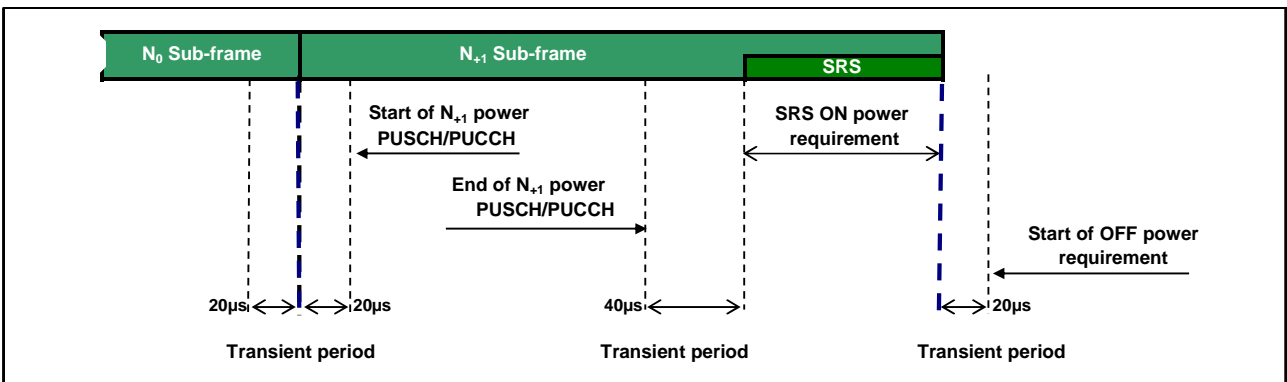 N₀ Sub-frame
N₊₁ Sub-frame
SRS
Start of N₊₁ power
PUSCH/PUCCH
SRS ON power
requirement
End of N₊₁ power
PUSCH/PUCCH
Start of OFF power
requirement
20µs
20µs
40µs
20µs
Transient period
Transient period
Transient period